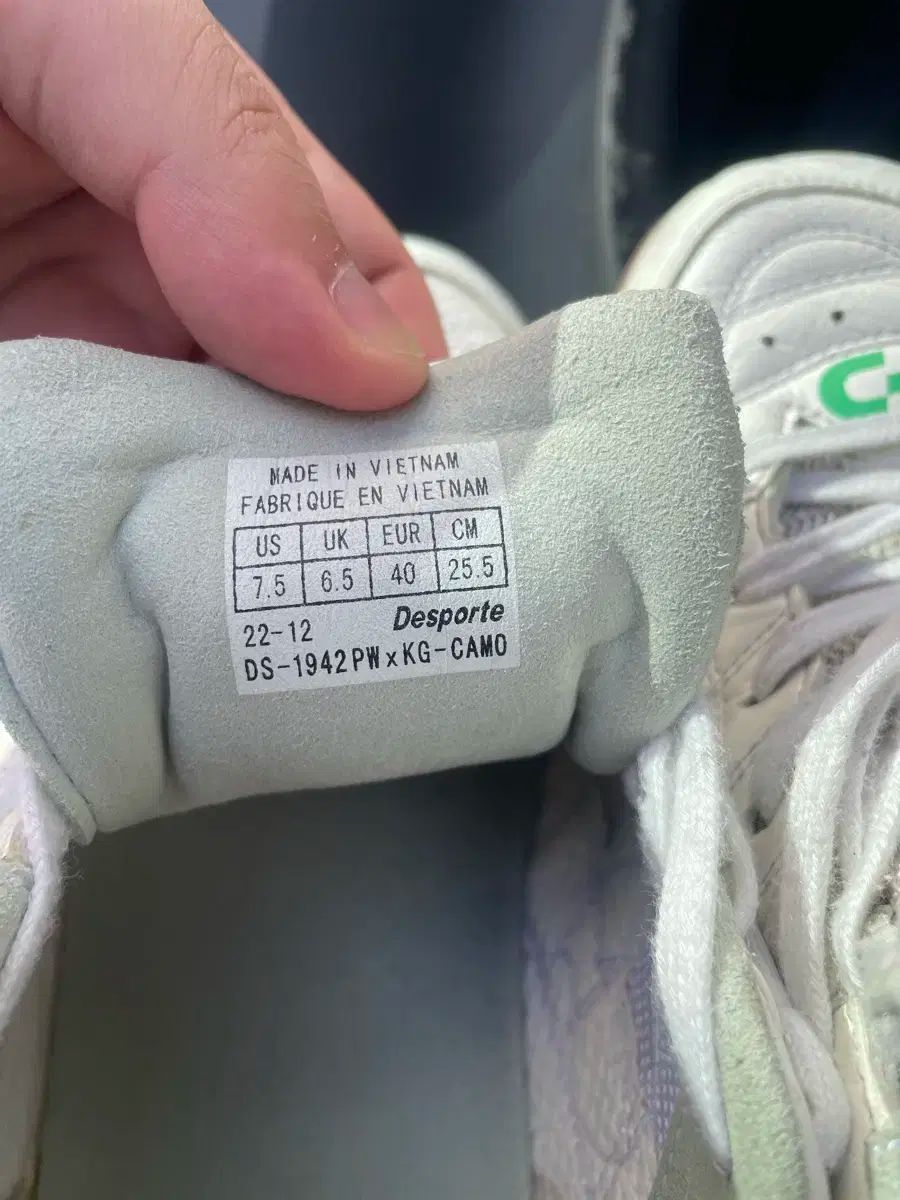 MADE IN VIETNAM
FABRIQUE EN VIETNAM
US UK EUR CM
7.5 6.5 40 25.5
22-12 Desporte
DS-1942PWxKG-CAMO